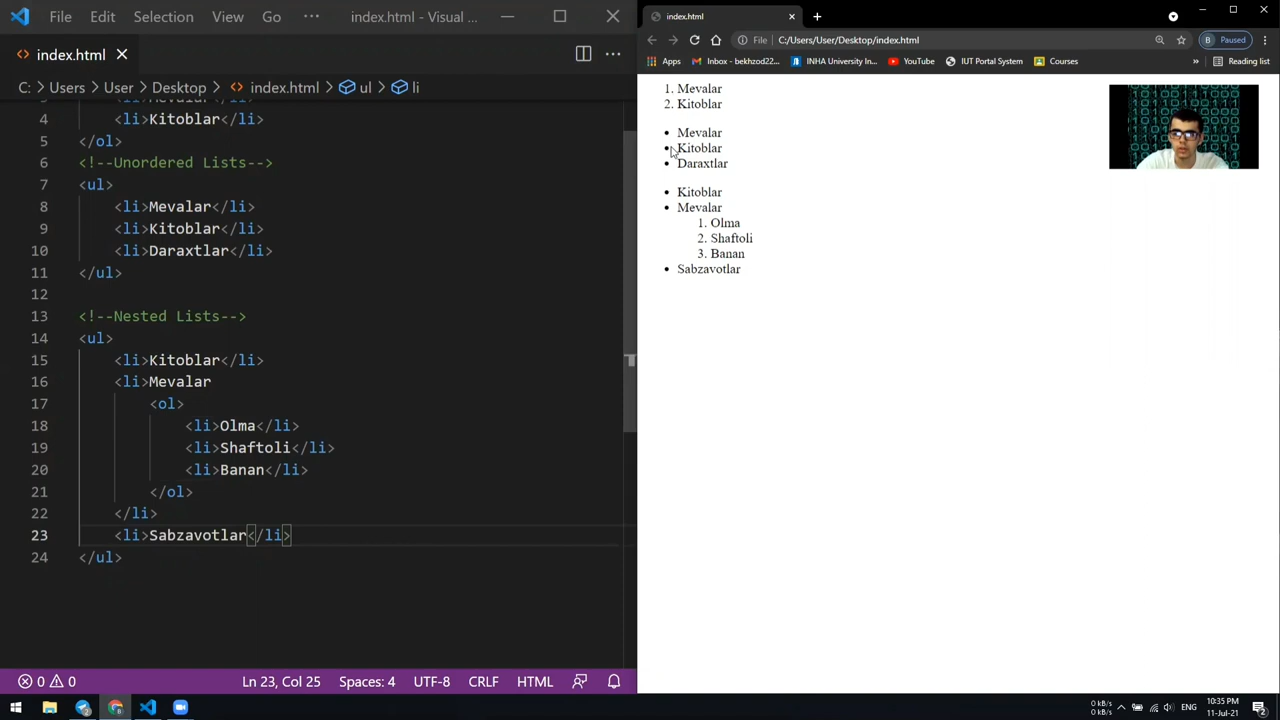 File Edit Selection View Go ··· index.html - Visual ...
index.html
C: > Users > User > Desktop > index.html > ul > li
4 <li>Kitoblar</li>
5 </ol>
6 <!--Unordered Lists-->
7 <ul>
8 <li>Mevalar</li>
9 <li>Kitoblar</li>
10 <li>Daraxtlar</li>
11 </ul>
12
13 <!--Nested Lists-->
14 <ul>
15 <li>Kitoblar</li>
16 <li>Mevalar
17 <ol>
18 <li>Olma</li>
19 <li>Shaftoli</li>
20 <li>Banan</li>
21 </ol>
22 </li>
23 <li>Sabzavotlar</li>
24 </ul>
0 0 Ln 23, Col 25 Spaces: 4 UTF-8 CRLF HTML
index.html
File C:/Users/User/Desktop/index.html B Paused
Apps Inbox - bekhzod22... INHA University In... YouTube IUT Portal System Courses » Reading list
1. Mevalar
2. Kitoblar
• Mevalar
• Kitoblar
• Daraxtlar
• Kitoblar
• Mevalar
1. Olma
2. Shaftoli
3. Banan
• Sabzavotlar
0 kB/s
0 kB/s
ENG
10:35 PM
11-Jul-21
2